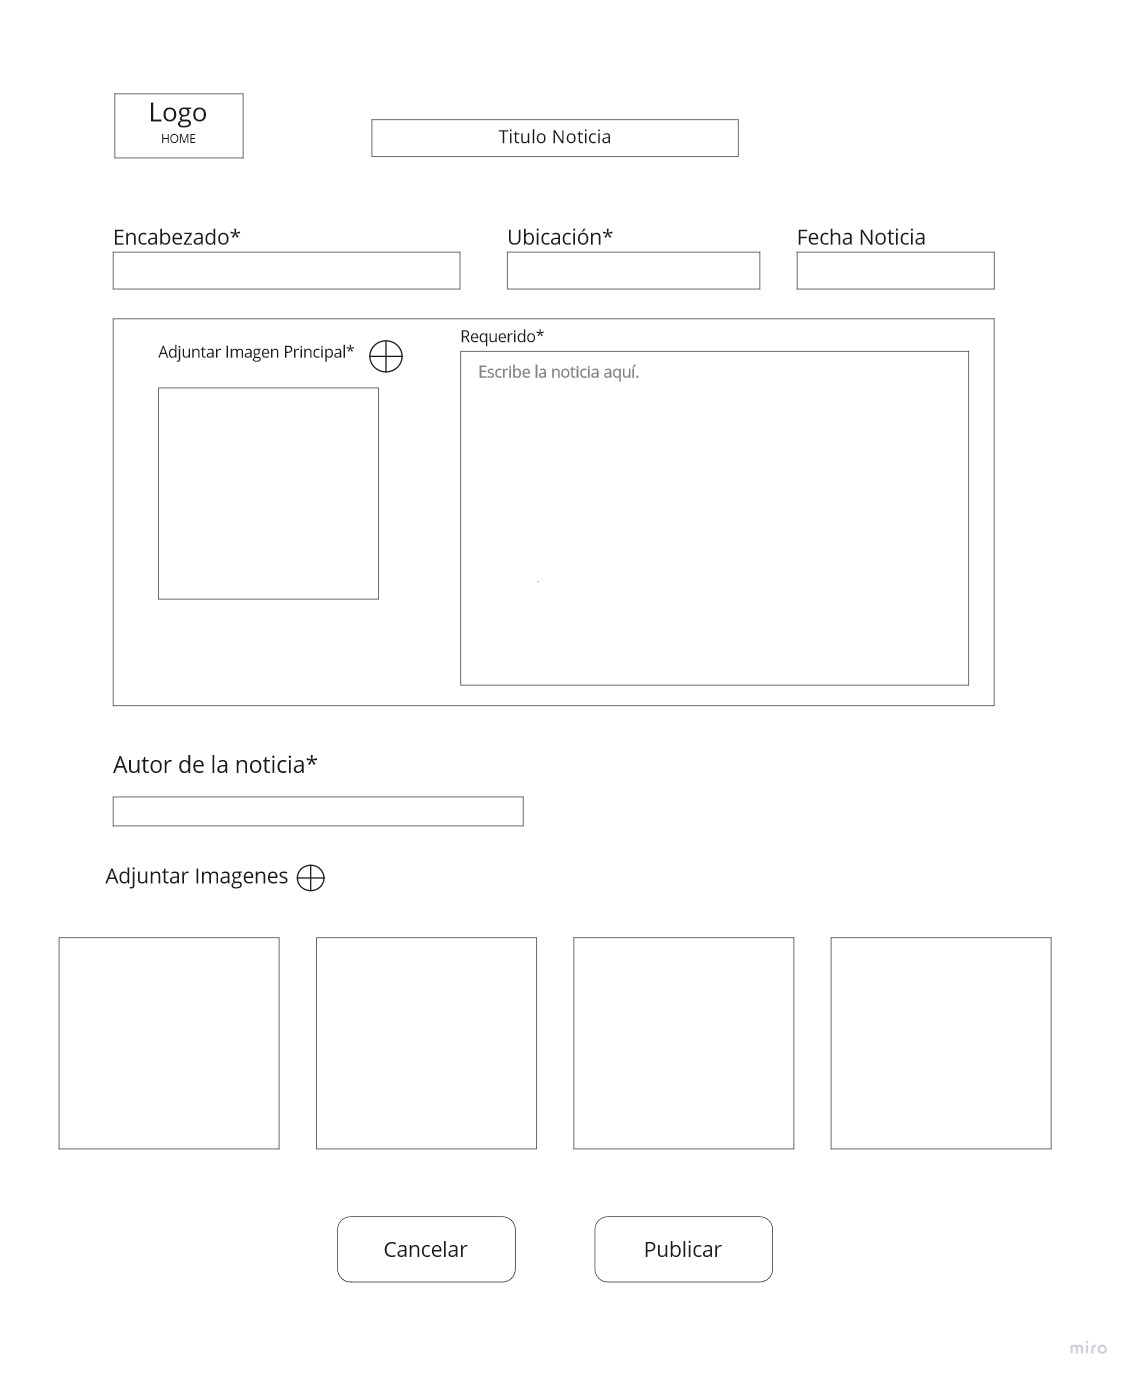 Logo
HOME
Titulo Noticia
Encabezado*
Ubicación*
Fecha Noticia
Adjuntar Imagen Principal*
Requerido*
Escribe la noticia aquí.
Autor de la noticia*
Adjuntar Imagenes
Cancelar
Publicar
miro